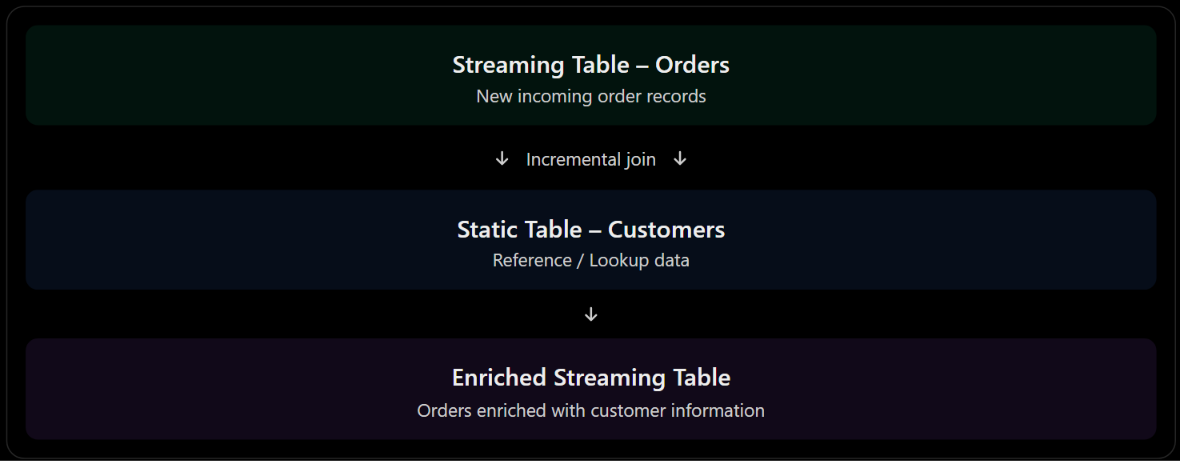 Streaming Table – Orders
New incoming order records
↓ Incremental join ↓
Static Table – Customers
Reference / Lookup data
↓
Enriched Streaming Table
Orders enriched with customer information